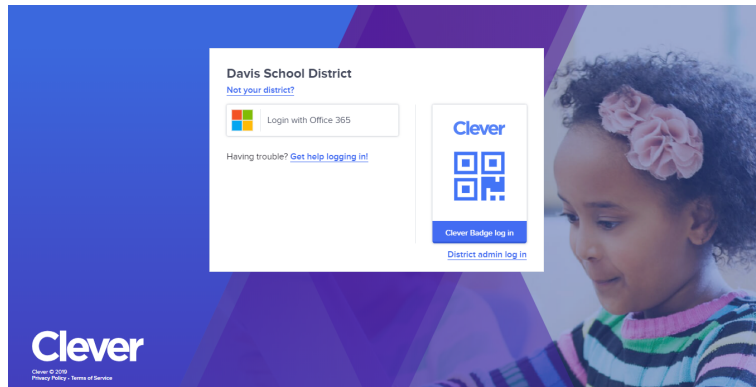 Davis School District
Not your district?
Login with Office 365
Having trouble? Get help logging in!
Clever
Clever Badge log in
District admin log in
Clever
Clever © 2019
Privacy Policy - Terms of Service